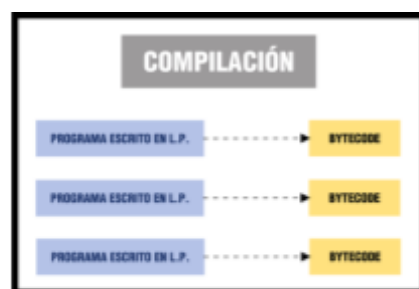 COMPILACIÓN
PROGRAMA ESCRITO EN L.P. BYTECODE
PROGRAMA ESCRITO EN L.P. BYTECODE
PROGRAMA ESCRITO EN L.P. BYTECODE